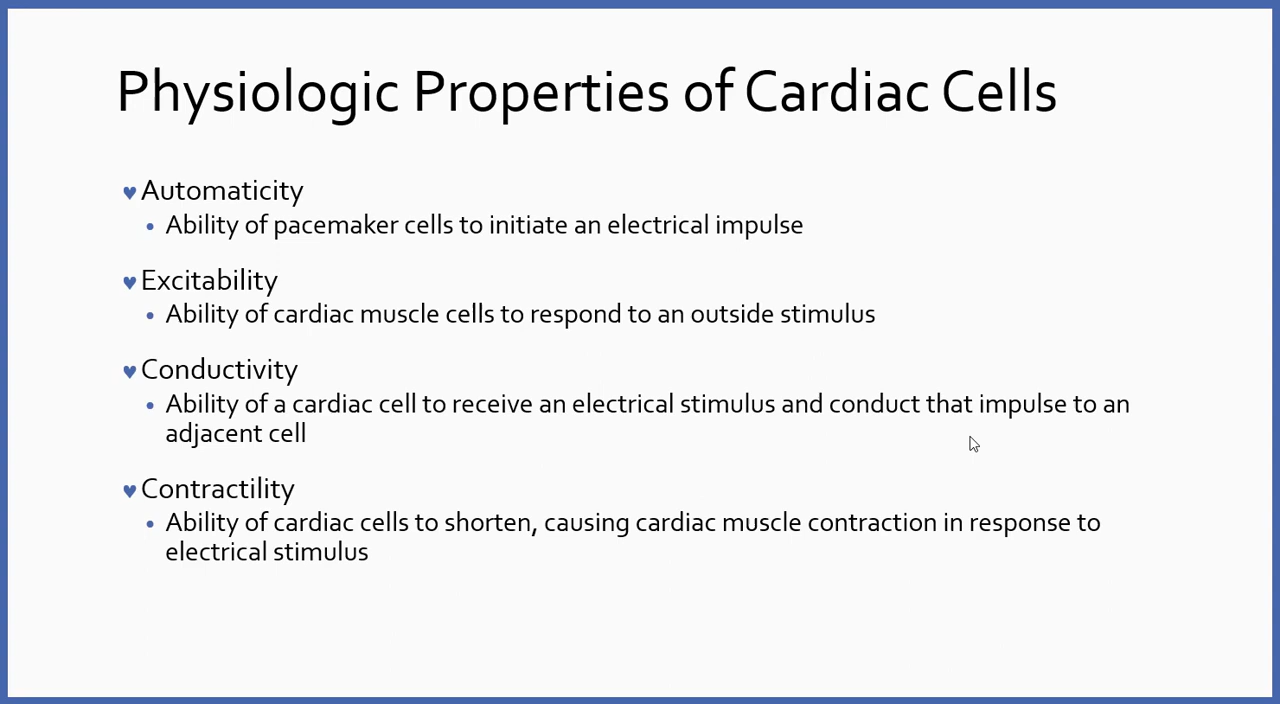 Physiologic Properties of Cardiac Cells
♥ Automaticity
• Ability of pacemaker cells to initiate an electrical impulse
♥ Excitability
• Ability of cardiac muscle cells to respond to an outside stimulus
♥ Conductivity
• Ability of a cardiac cell to receive an electrical stimulus and conduct that impulse to an
adjacent cell
♥ Contractility
• Ability of cardiac cells to shorten, causing cardiac muscle contraction in response to
electrical stimulus